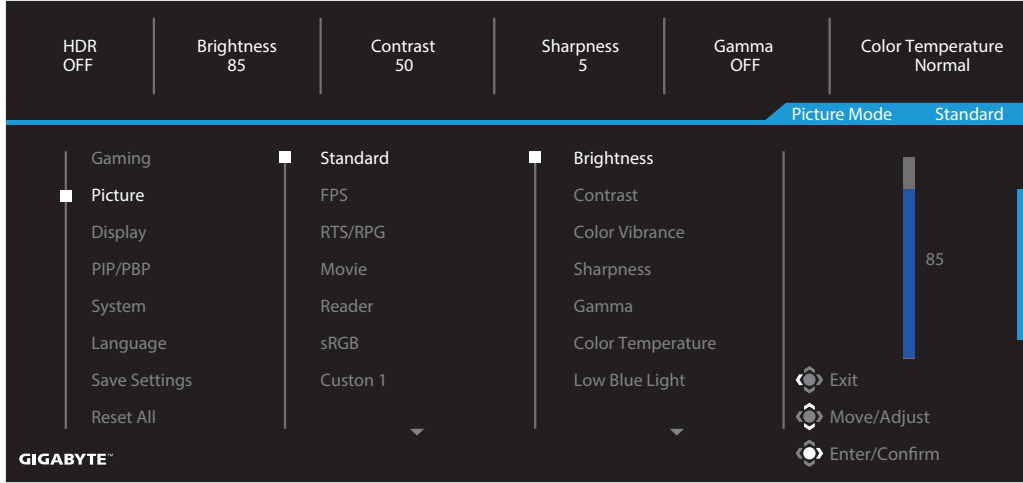 HDR
OFF
Brightness
85
Contrast
50
Sharpness
5
Gamma
OFF
Color Temperature
Normal
Picture Mode Standard
Gaming
Picture
Display
PIP/PBP
System
Language
Save Settings
Reset All
Standard
FPS
RTS/RPG
Movie
Reader
sRGB
Custon 1
Brightness
Contrast
Color Vibrance
Sharpness
Gamma
Color Temperature
Low Blue Light
85
Exit
Move/Adjust
Enter/Confirm
GIGABYTE™